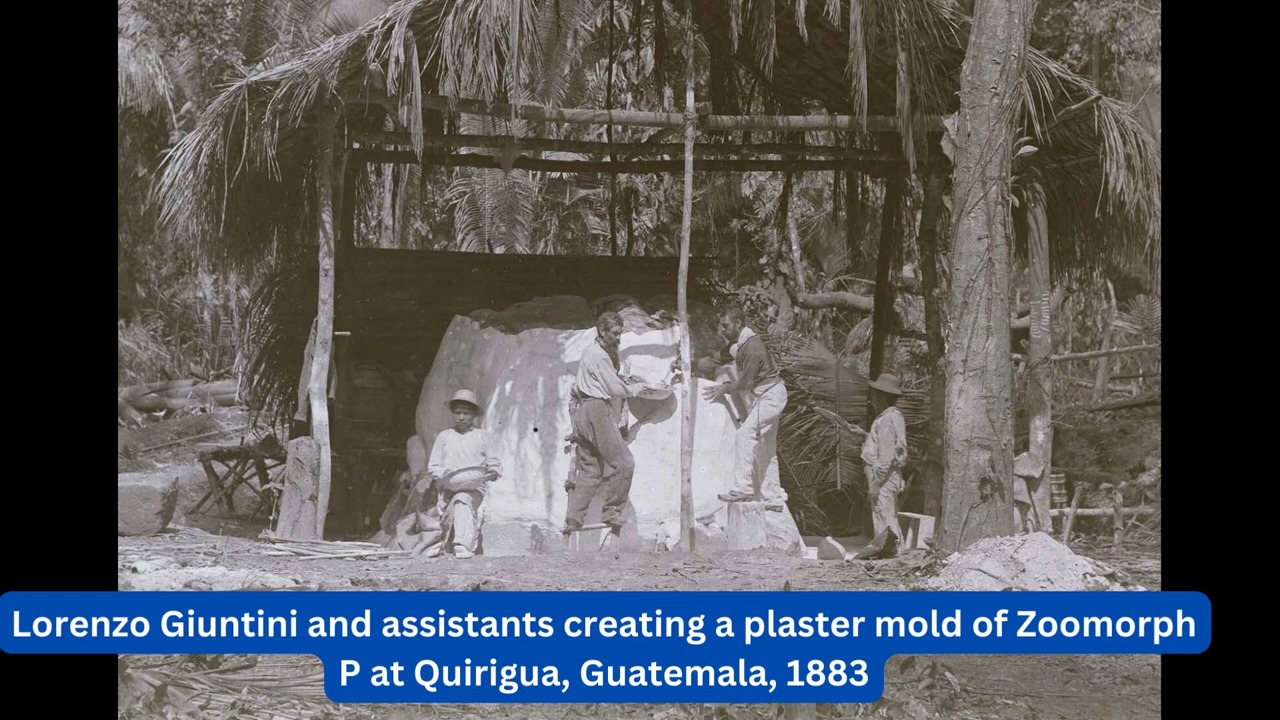 Lorenzo Giuntini and assistants creating a plaster mold of Zoomorph
P at Quirigua, Guatemala, 1883